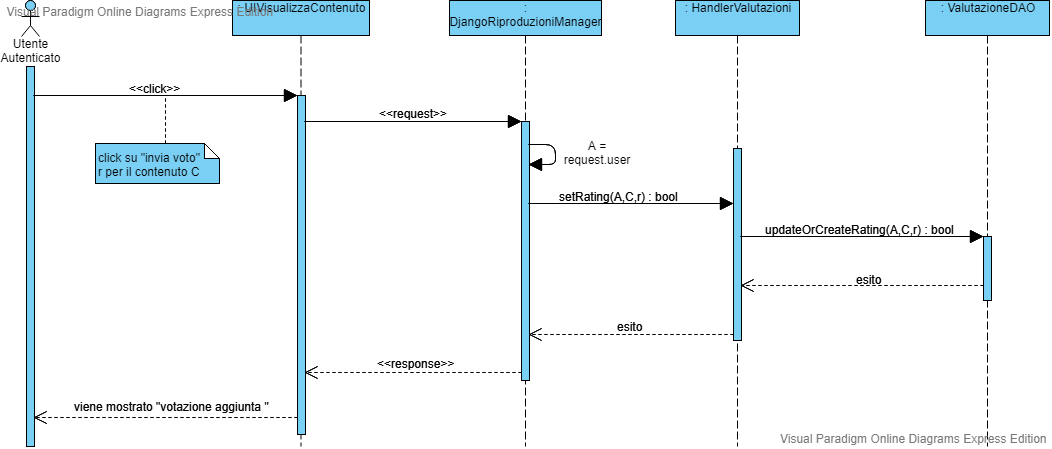 Visual Paradigm Online Diagrams Express Edition
: UIVisualizzaContenuto
:
DjangoRiproduzioniManager
: HandlerValutazioni
: ValutazioneDAO
Utente
Autenticato
<<click>>
<<request>>
click su "invia voto"
r per il contenuto C
A =
request.user
setRating(A,C,r) : bool
updateOrCreateRating(A,C,r) : bool
esito
esito
<<response>>
viene mostrato "votazione aggiunta "
Visual Paradigm Online Diagrams Express Edition